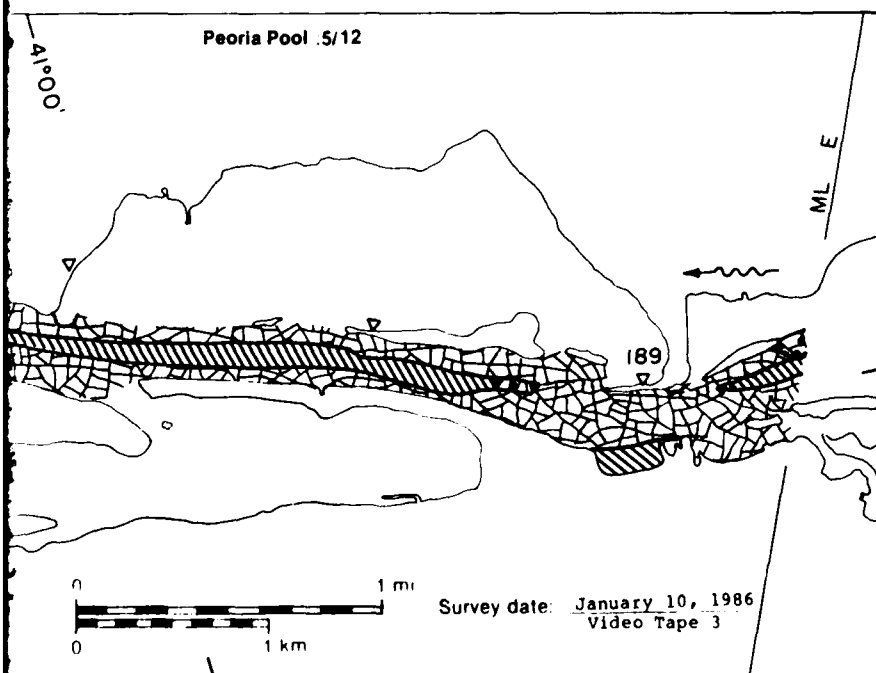 Peoria Pool :5/12
41°00'
ML E
189
0 1 mi
0 1 km
Survey date: January 10, 1986
Video Tape 3